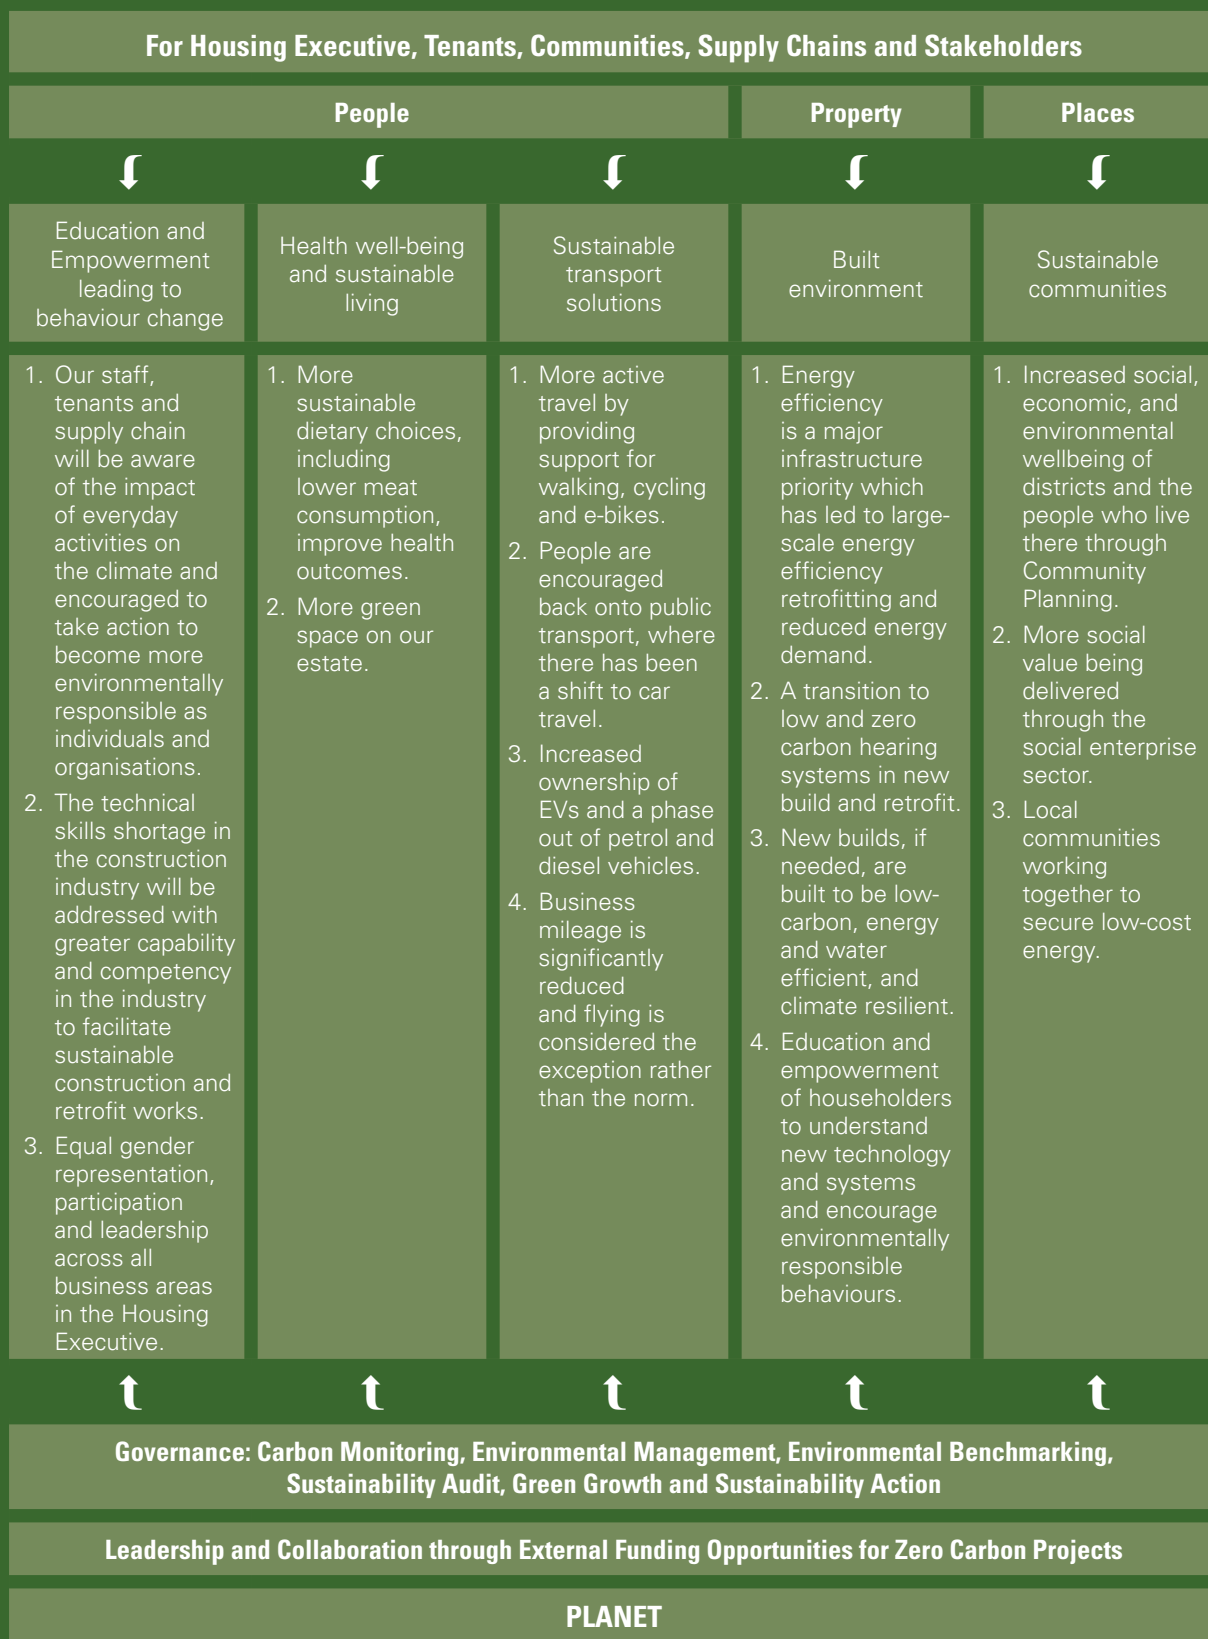 For Housing Executive, Tenants, Communities, Supply Chains and Stakeholders
People
Property
Places
Education and
Empowerment
leading to
behaviour change
Health well-being
and sustainable
living
Sustainable
transport
solutions
Built
environment
Sustainable
communities
1. Our staff,
tenants and
supply chain
will be aware
of the impact
of everyday
activities on
the climate and
encouraged to
take action to
become more
environmentally
responsible as
individuals and
organisations.
2. The technical
skills shortage in
the construction
industry will be
addressed with
greater capability
and competency
in the industry
to facilitate
sustainable
construction and
retrofit works.
3. Equal gender
representation,
participation
and leadership
across all
business areas
in the Housing
Executive.
1. More
sustainable
dietary choices,
including
lower meat
consumption,
improve health
outcomes.
2. More green
space on our
estate.
1. More active
travel by
providing
support for
walking, cycling
and e-bikes.
2. People are
encouraged
back onto public
transport, where
there has been
a shift to car
travel.
3. Increased
ownership of
EVs and a phase
out of petrol and
diesel vehicles.
4. Business
mileage is
significantly
reduced
and flying is
considered the
exception rather
than the norm.
1. Energy
efficiency
is a major
infrastructure
priority which
has led to large-
scale energy
efficiency
retrofitting and
reduced energy
demand.
2. A transition to
low and zero
carbon hearing
systems in new
build and retrofit.
3. New builds, if
needed, are
built to be low-
carbon, energy
and water
efficient, and
climate resilient.
4. Education and
empowerment
of householders
to understand
new technology
and systems
and encourage
environmentally
responsible
behaviours.
1. Increased social,
economic, and
environmental
wellbeing of
districts and the
people who live
there through
Community
Planning.
2. More social
value being
delivered
through the
social enterprise
sector.
3. Local
communities
working
together to
secure low-cost
energy.
Governance: Carbon Monitoring, Environmental Management, Environmental Benchmarking,
Sustainability Audit, Green Growth and Sustainability Action
Leadership and Collaboration through External Funding Opportunities for Zero Carbon Projects
PLANET